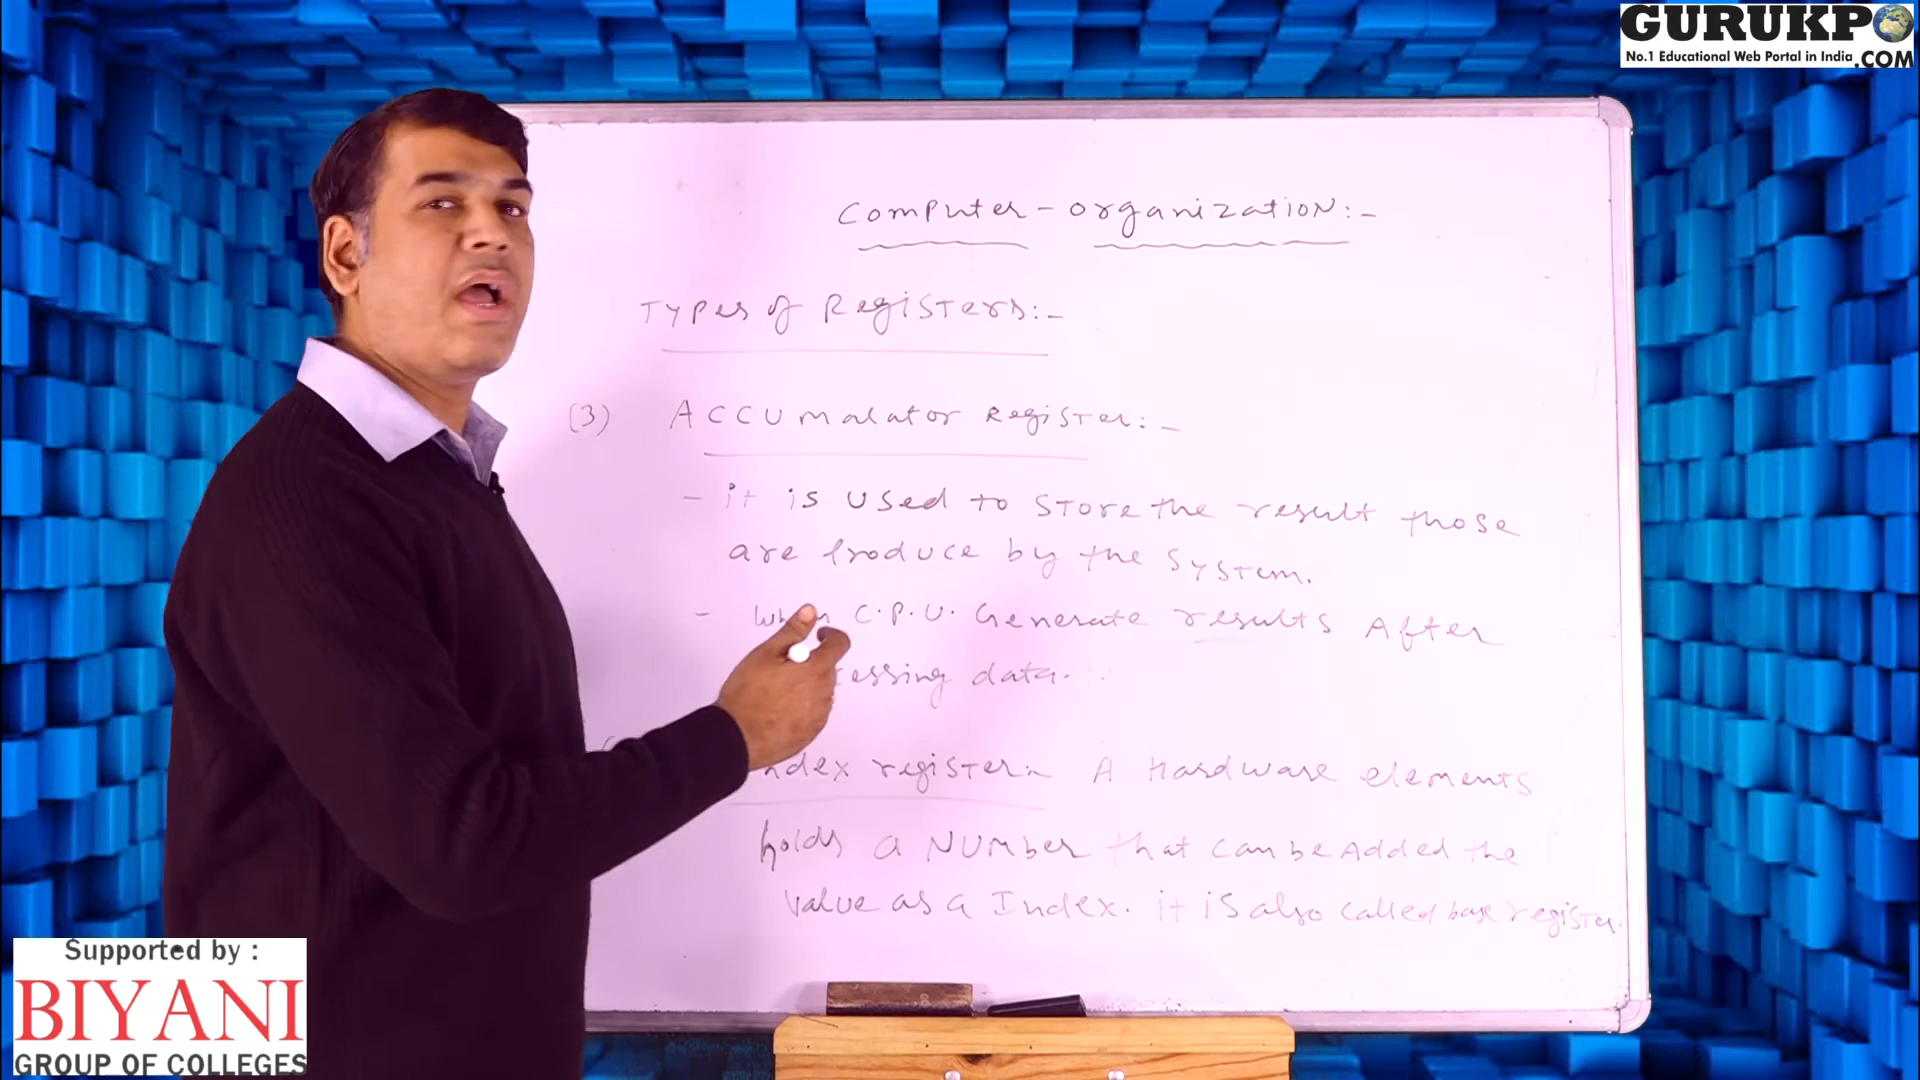 GURUKPO
No.1 Educational Web Portal in India .COM
Computer - organization:-
Types of Registers:-
(3) Accumalator Register:-
- it is used to store the result those
are produce by the system.
- When C.P.U. Generate results After
cessing data.
ndex register:- A Hardware elements
holds a Number that can be Added the
value as a Index. it is also called base register.
Supported by :
BIYANI
GROUP OF COLLEGES